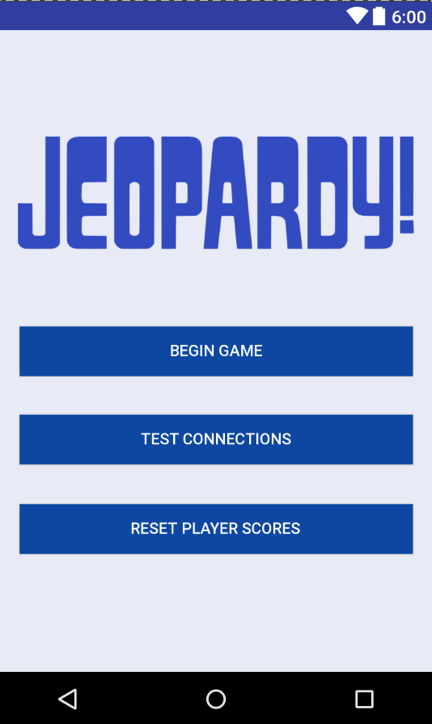 6:00
JEOPARDY!
BEGIN GAME
TEST CONNECTIONS
RESET PLAYER SCORES